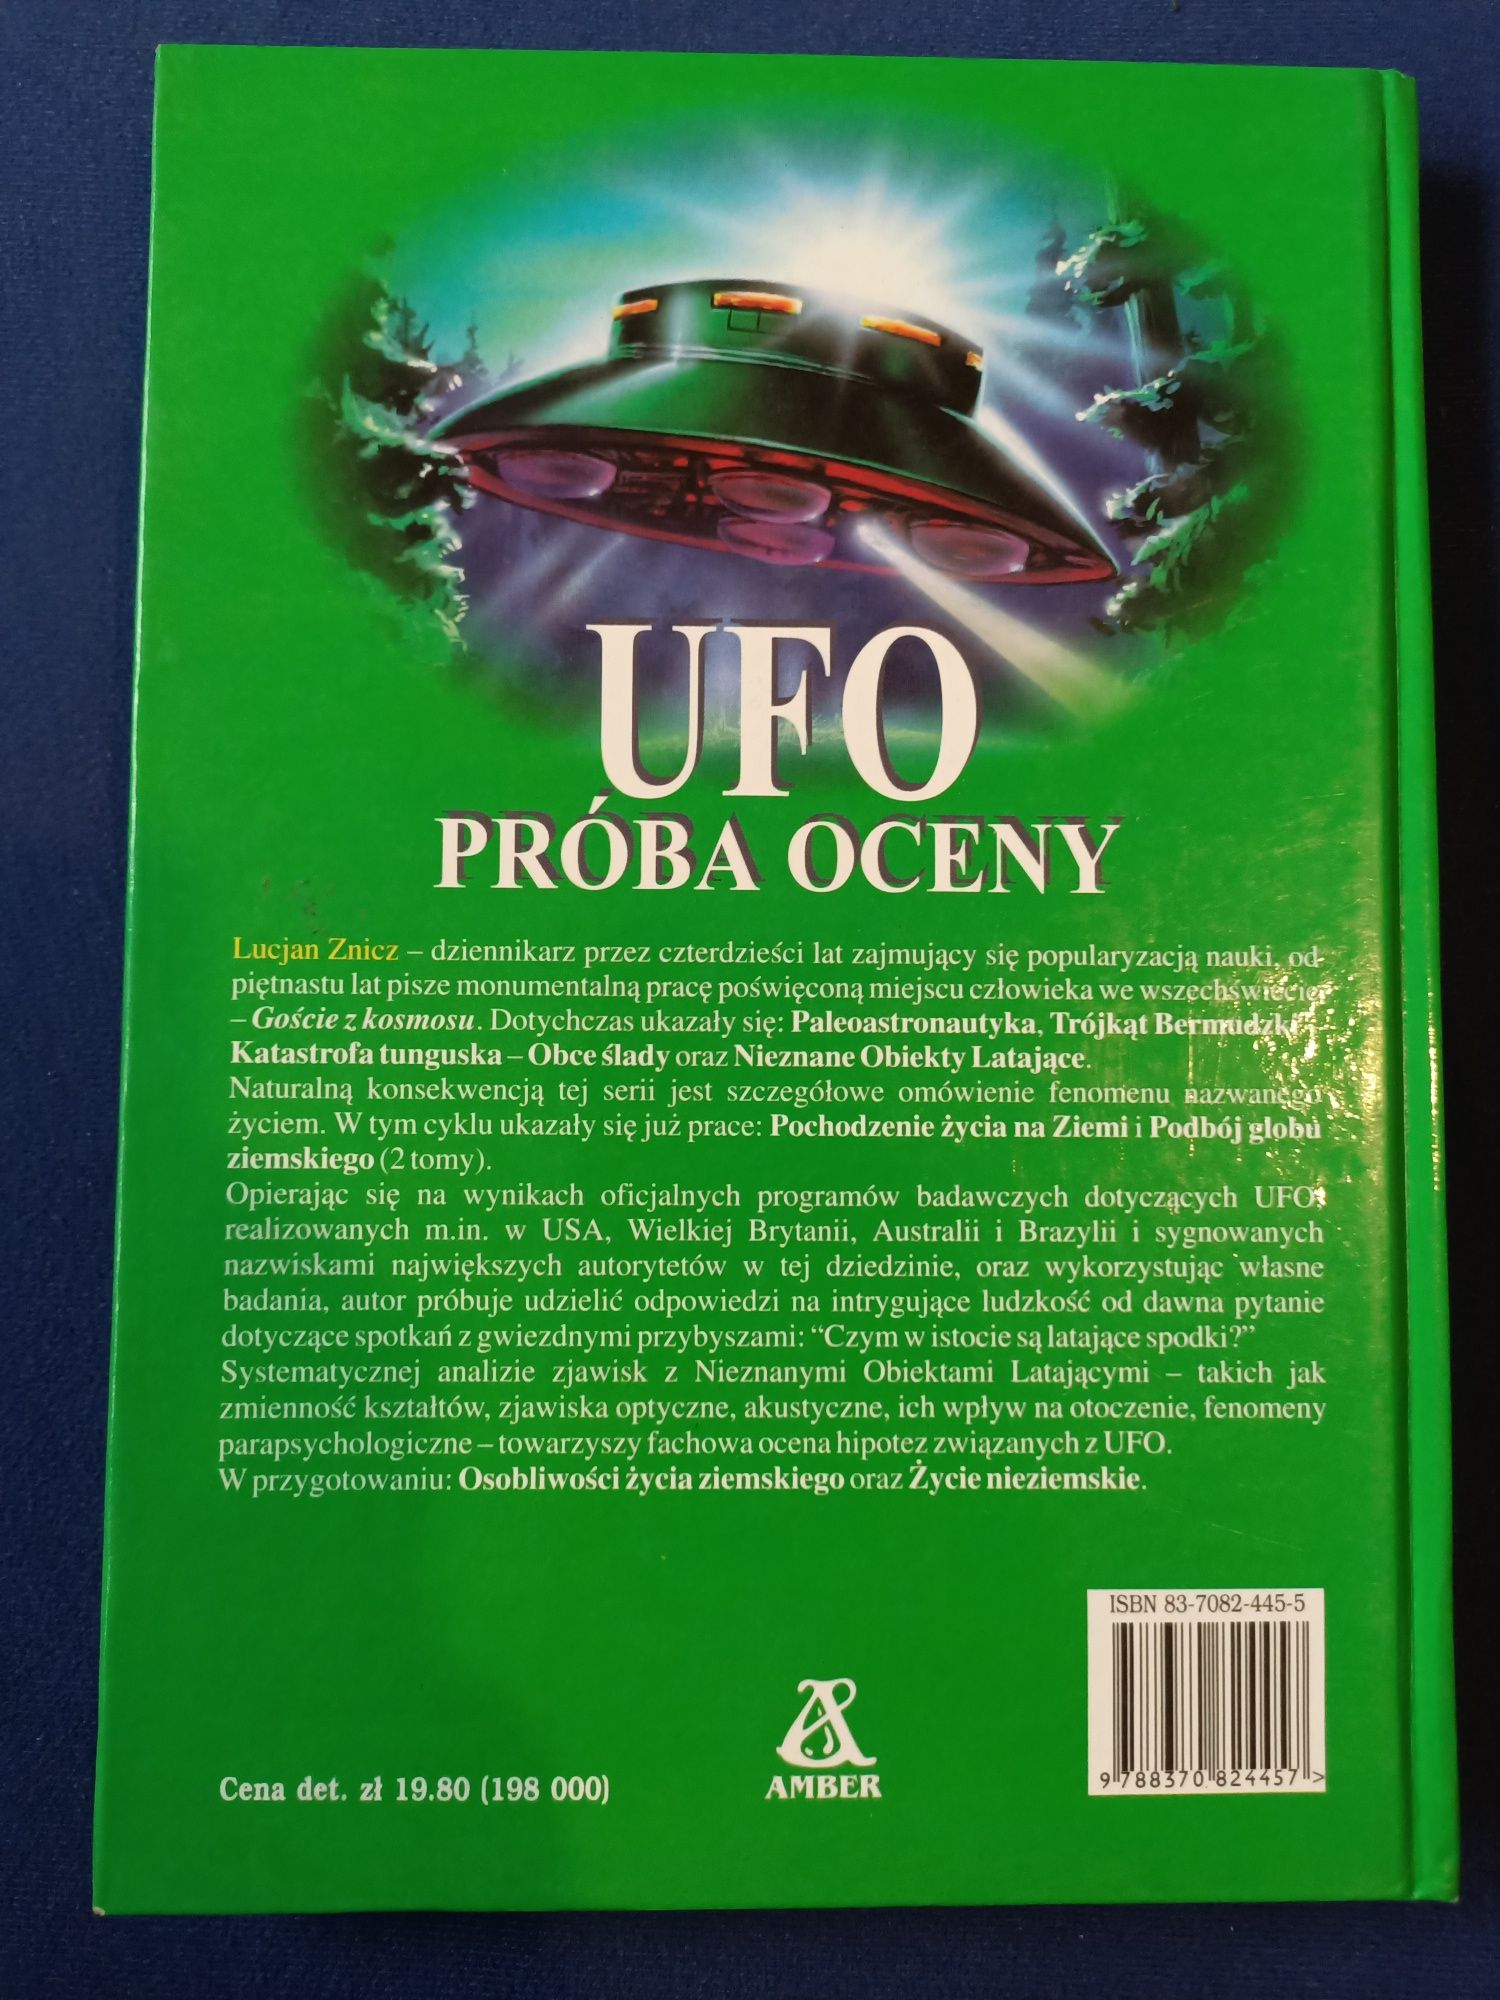 UFO
PRÓBA OCENY
Lucjan Znicz – dziennikarz przez czterdzieści lat zajmujący się popularyzacją nauki, od
piętnastu lat pisze monumentalną pracę poświęconą miejscu człowieka we wszechświecie
– Goście z kosmosu. Dotychczas ukazały się: Paleoastronautyka, Trójkąt Bermudzki,
Katastrofa tunguska – Obce ślady oraz Nieznane Obiekty Latające.
Naturalną konsekwencją tej serii jest szczegółowe omówienie fenomenu nazwanego
życiem. W tym cyklu ukazały się już prace: Pochodzenie życia na Ziemi i Podbój globu
ziemskiego (2 tomy).
Opierając się na wynikach oficjalnych programów badawczych dotyczących UFO,
realizowanych m.in. w USA, Wielkiej Brytanii, Australii i Brazylii i sygnowanych
nazwiskami największych autorytetów w tej dziedzinie, oraz wykorzystując własne
badania, autor próbuje udzielić odpowiedzi na intrygujące ludzkość od dawna pytanie
dotyczące spotkań z gwiezdnymi przybyszami: “Czym w istocie są latające spodki?”
Systematycznej analizie zjawisk z Nieznanymi Obiektami Latającymi – takich jak
zmienność kształtów, zjawiska optyczne, akustyczne, ich wpływ na otoczenie, fenomeny
parapsychologiczne – towarzyszy fachowa ocena hipotez związanych z UFO.
W przygotowaniu: Osobliwości życia ziemskiego oraz Życie nieziemskie.
ISBN 83-7082-445-5
9 788370 824457 >
AMBER
Cena det. zł 19.80 (198 000)